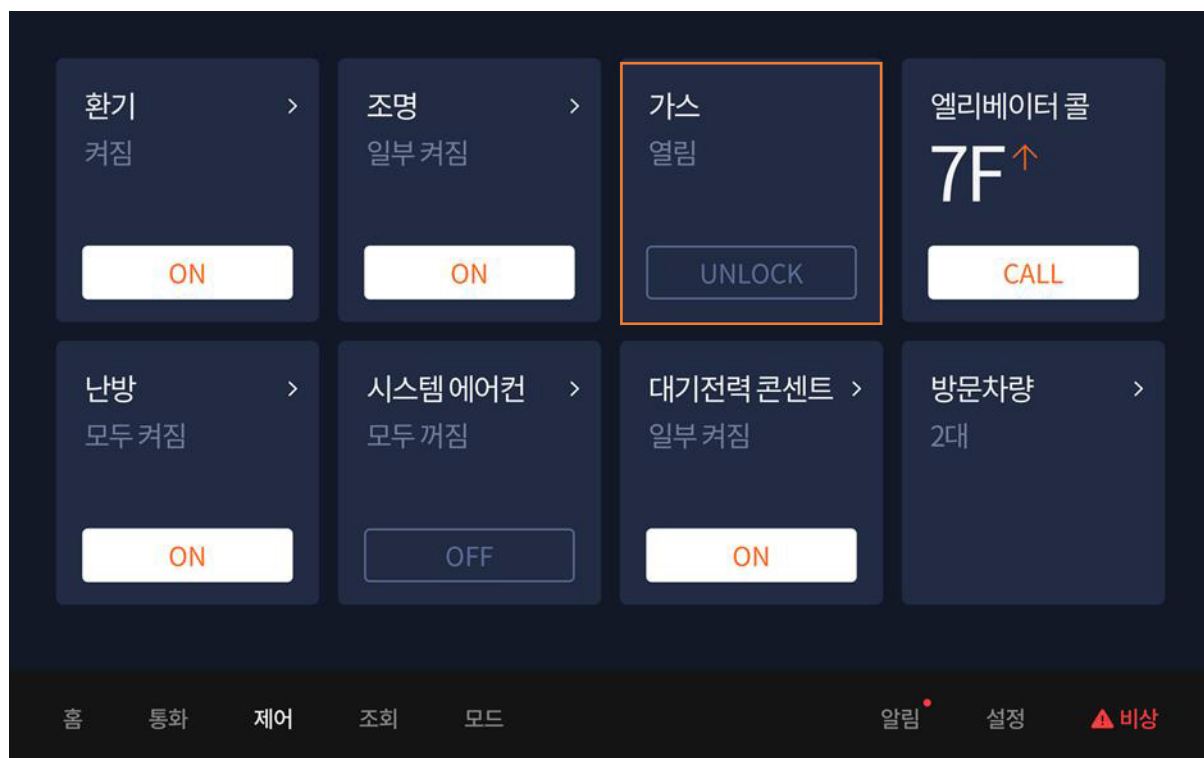 환기 >
켜짐
ON
조명 >
일부 켜짐
ON
가스
열림
UNLOCK
엘리베이터 콜
7F↑
CALL
난방 >
모두 켜짐
ON
시스템 에어컨 >
모두 꺼짐
OFF
대기전력 콘센트 >
일부 켜짐
ON
방문차량 >
2대
홈 통화 제어 조회 모드 알림 설정 비상